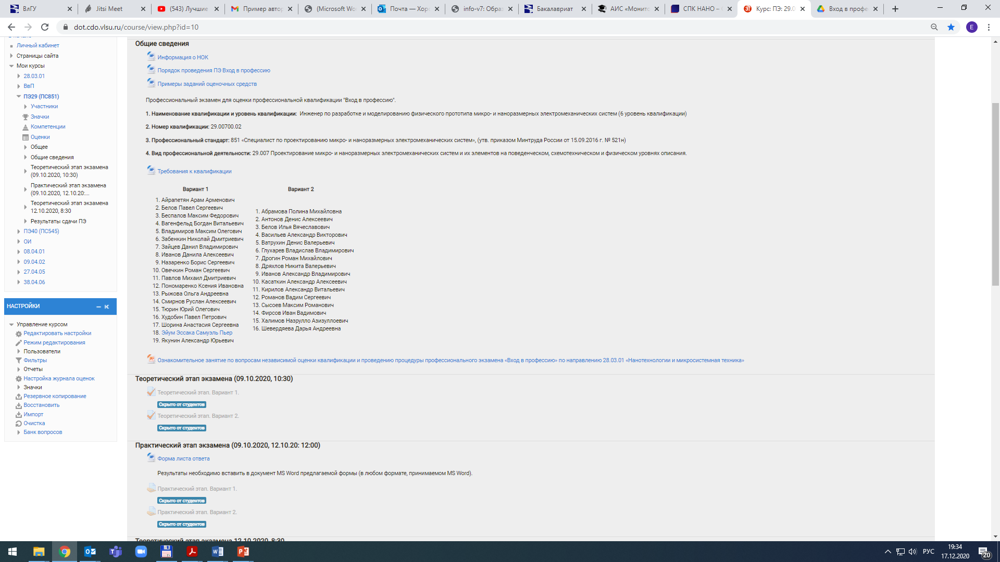 ВлГУ
Jitsi Meet
(543) Лучшие
Пример автор
(Microsoft Wo
Почта — Хоро
info-v7: Образ
Бакалавриат
АИС «Монито
СПК НАНО –
Курс: ПЭ: 29.0
Вход в профе
dot.cdo.vlsu.ru/course/view.php?id=10
E
Личный кабинет
Страницы сайта
Мои курсы
28.03.01
ВвП
ПЭ29 (ПС851)
Участники
Значки
Компетенции
Оценки
Общее
Общие сведения
Теоретический этап экзамена
(09.10.2020, 10:30)
Практический этап экзамена
(09.10.2020, 12.10.20:...
Теоретический этап экзамена
12.10.2020, 8:30
Результаты сдачи ПЭ
ПЭ40 (ПС545)
ОИ
08.04.01
09.04.02
27.04.05
38.04.06
НАСТРОЙКИ
Управление курсом
Редактировать настройки
Режим редактирования
Пользователи
Фильтры
Отчеты
Настройка журнала оценок
Значки
Резервное копирование
Восстановить
Импорт
Очистка
Банк вопросов
Общие сведения
Информация о НОК
Порядок проведения ПЭ Вход в профессию
Примеры заданий оценочных средств
Профессиональный экзамен для оценки профессиональной квалификации "Вход в профессию".
1. Наименование квалификации и уровень квалификации: Инженер по разработке и моделированию физического прототипа микро- и наноразмерных электромеханических систем (6 уровень квалификации)
2. Номер квалификации: 29.00700.02
3. Профессиональный стандарт: 851 «Специалист по проектированию микро- и наноразмерных электромеханических систем», (утв. приказом Минтруда России от 15.09.2016 г. № 521н)
4. Вид профессиональной деятельности: 29.007 Проектирование микро- и наноразмерных электромеханических систем и их элементов на поведенческом, схемотехническом и физическом уровнях описания.
Требования к квалификации
Вариант 1
1. Айрапетян Арам Арменович
2. Белов Павел Сергеевич
3. Беспалов Максим Федорович
4. Вагенфельд Богдан Витальевич
5. Владимиров Максим Олегович
6. Забенкин Николай Дмитриевич
7. Зайцев Данил Владимирович
8. Иванов Данила Алексеевич
9. Назаренко Борис Сергеевич
10. Овечкин Роман Сергеевич
11. Павлов Михаил Дмитриевич
12. Пономаренко Ксения Ивановна
13. Рыжова Ольга Андреевна
14. Смирнов Руслан Алексеевич
15. Тюрин Юрий Олегович
16. Худобин Павел Петрович
17. Шорина Анастасия Сергеевна
18. Эйум Эссака Самуэль Пьер
19. Якунин Александр Юрьевич
Вариант 2
1. Абрамова Полина Михайловна
2. Антонов Денис Алексеевич
3. Белов Илья Вячеславович
4. Васильев Александр Викторович
5. Ватрухин Денис Валерьевич
6. Глухарев Владислав Владимирович
7. Дрогин Роман Михайлович
8. Дряхлов Никита Валерьевич
9. Иванов Александр Владимирович
10. Касаткин Александр Алексеевич
11. Кирилов Александр Витальевич
12. Романов Вадим Сергеевич
13. Сысоев Максим Романович
14. Фирсов Иван Вадимович
15. Халимов Назрулло Азизуллоевич
16. Шевердяева Дарья Андреевна
Ознакомительное занятие по вопросам независимой оценки квалификации и проведению процедуры профессионального экзамена «Вход в профессию» по направлению 28.03.01 «Нанотехнологии и микросистемная техника»
Теоретический этап экзамена (09.10.2020, 10:30)
Теоретический этап. Вариант 1.
Скрыто от студентов
Теоретический этап. Вариант 2.
Скрыто от студентов
Практический этап экзамена (09.10.2020, 12.10.20: 12:00)
Форма листа ответа
Результаты необходимо вставить в документ MS Word предлагаемой формы (в любом формате, принимаемом MS Word).
Практический этап. Вариант 1.
Скрыто от студентов
Практический этап. Вариант 2.
Скрыто от студентов
Теоретический этап экзамена 12.10.2020, 8:30
РУС
19:34
17.12.2020
20